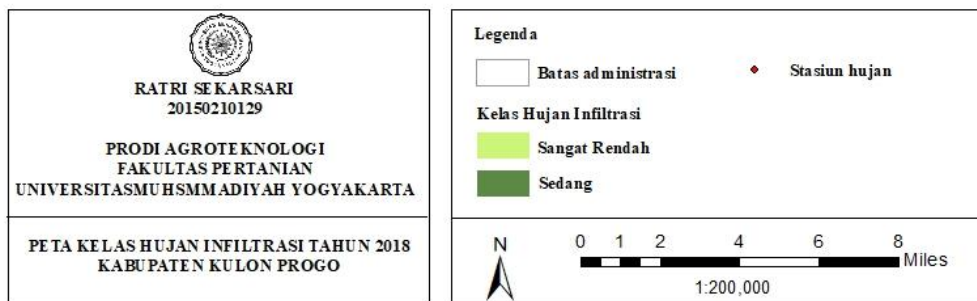 RATRI SEKARSARI
20150210129
PRODI AGROTEKNOLOGI
FAKULTAS PERTANIAN
UNIVERSITASMUHSMMADIYAH YOGYAKARTA
PETA KELAS HUJAN INFILTRASI TAHUN 2018
KABUPATEN KULON PROGO
Legenda
Batas administrasi
Stasiun hujan
Kelas Hujan Infiltrasi
Sangat Rendah
Sedang
N
0 1 2 4 6 8
Miles
1:200,000